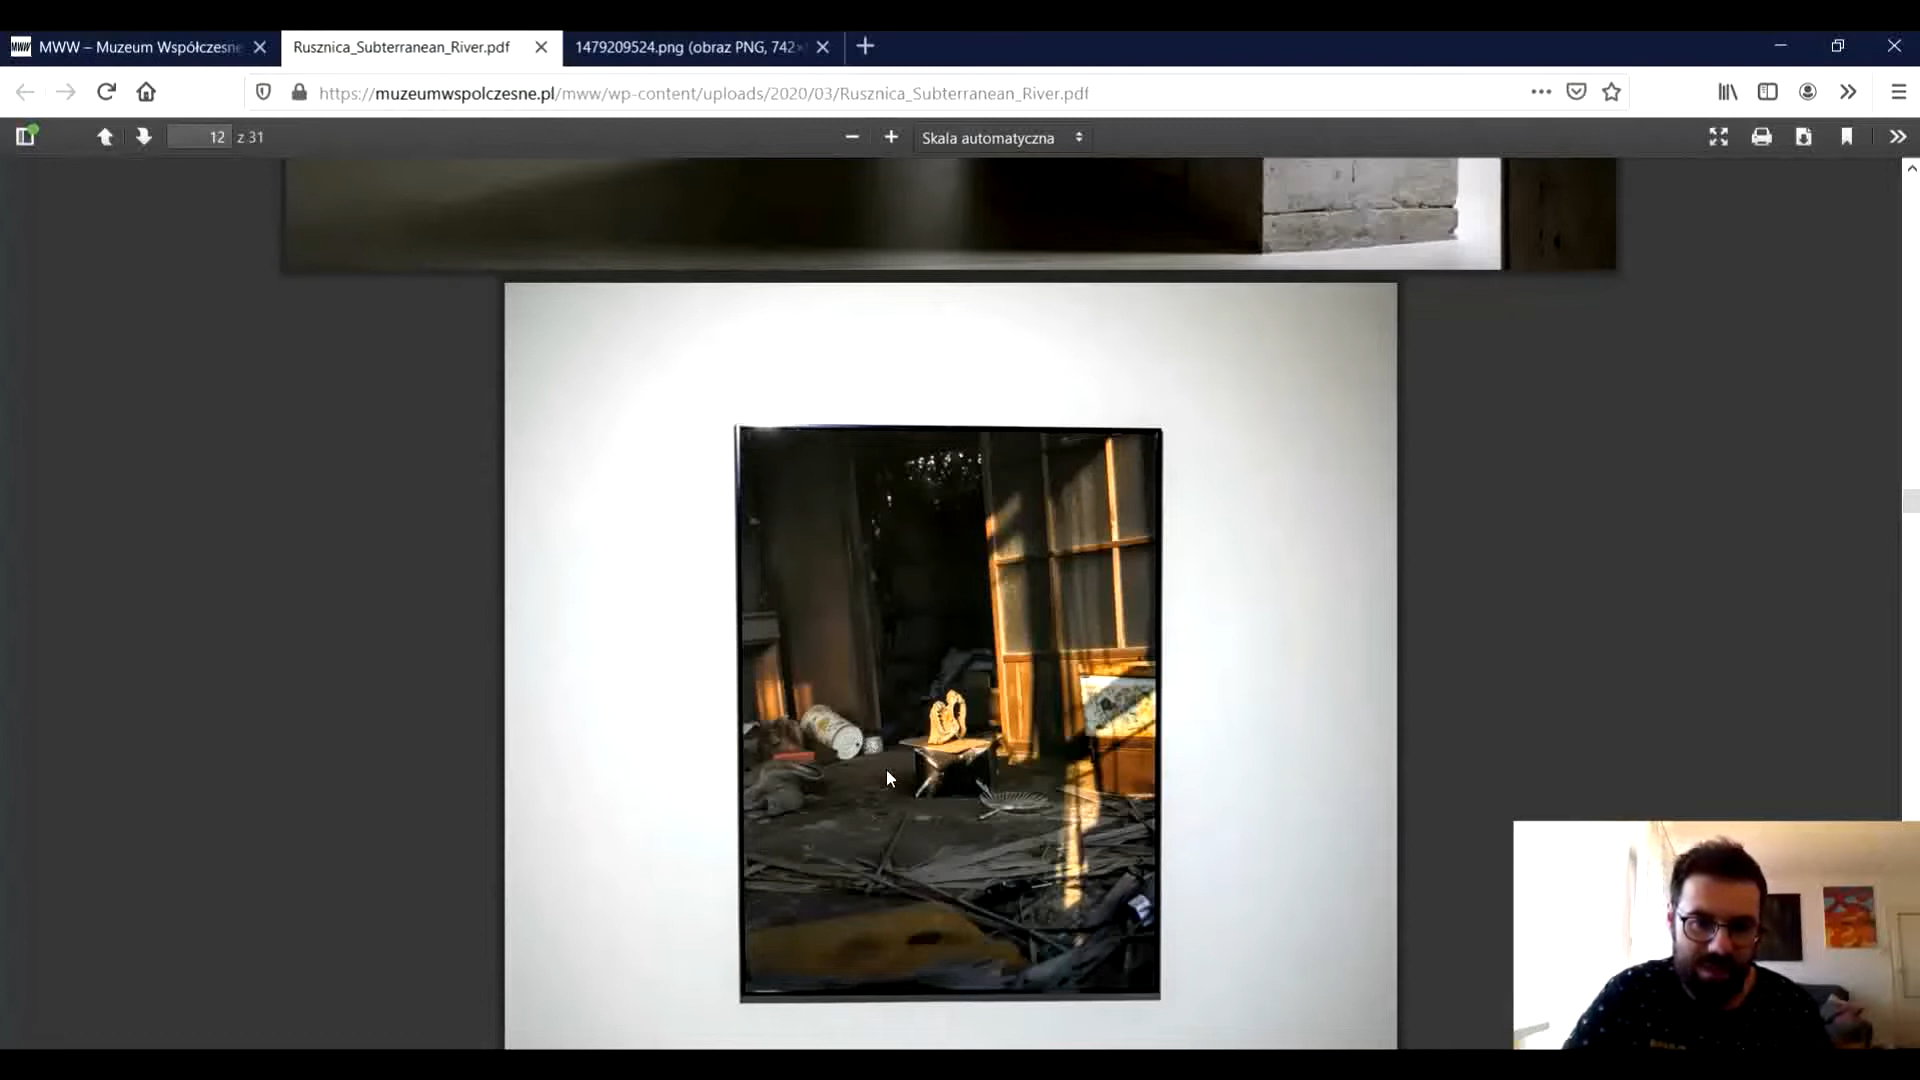 MWW – Muzeum Współczesne
Rusznica_Subterranean_River.pdf
1479209524.png (obraz PNG, 742×
https://muzeumwspolczesne.pl/mww/wp-content/uploads/2020/03/Rusznica_Subterranean_River.pdf
12 z 31
Skala automatyczna